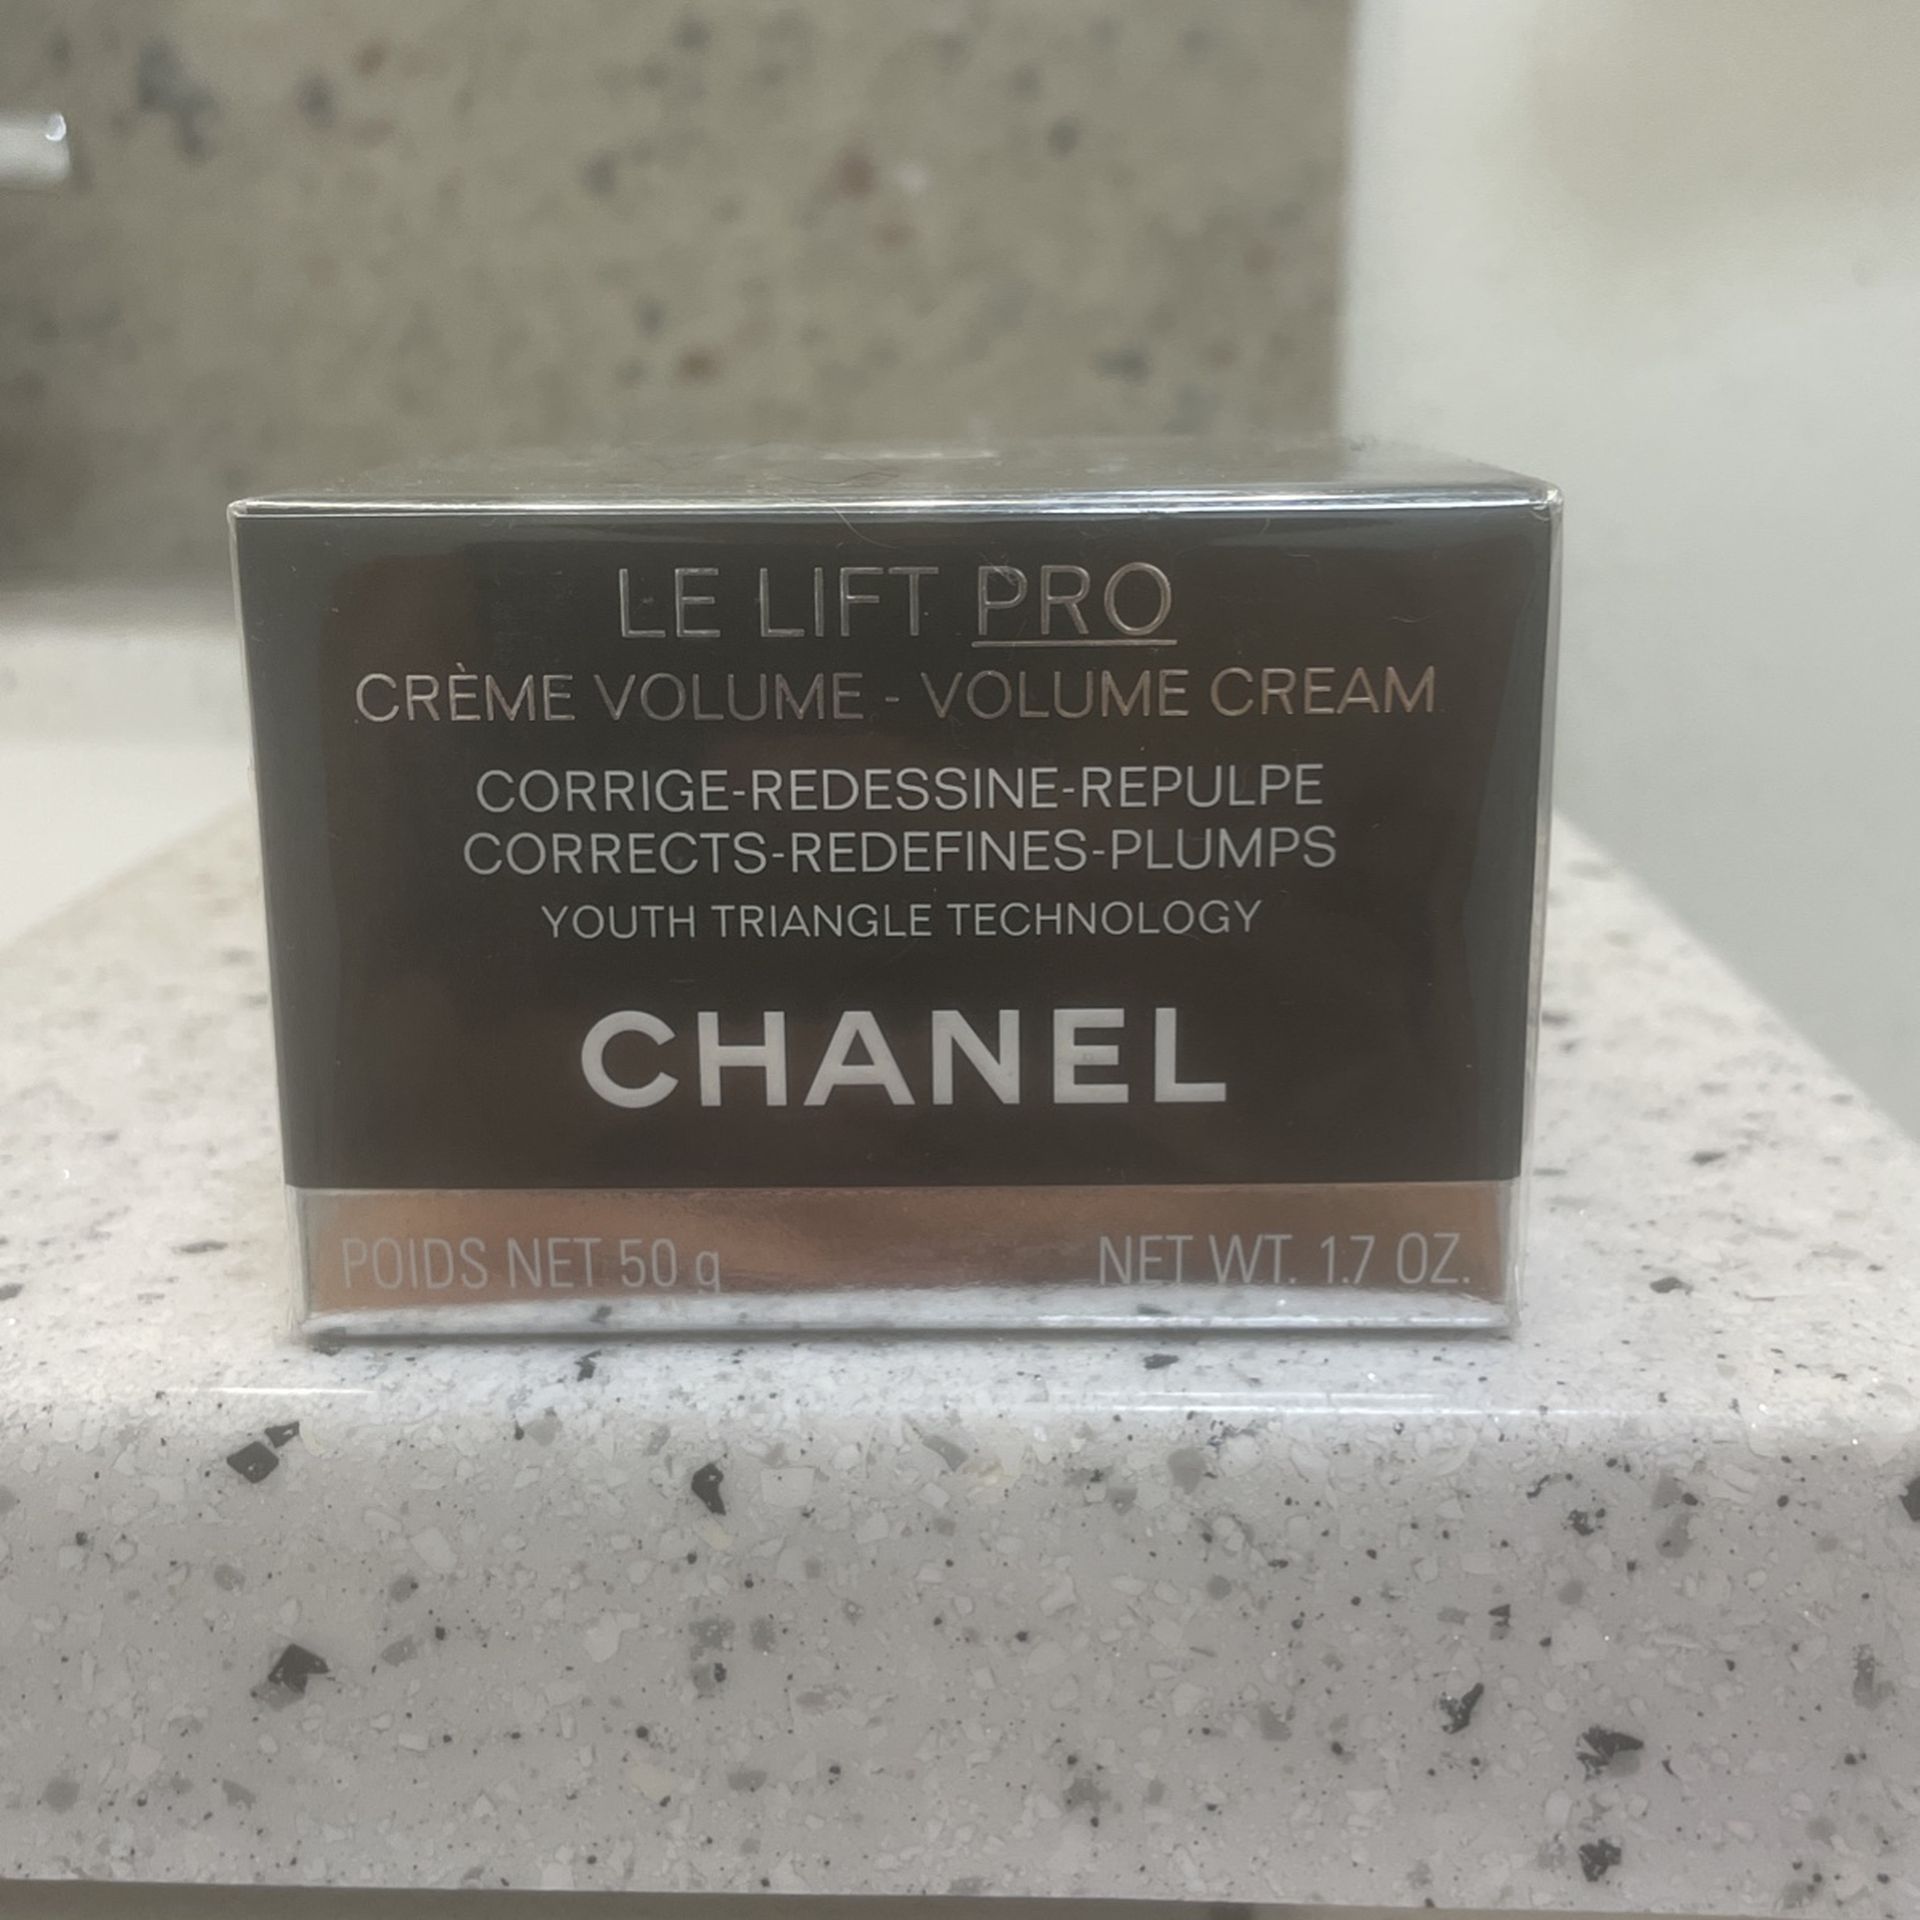 LE LIFT PRO
CRÈME VOLUME - VOLUME CREAM
CORRIGE-REDESSINE-REPULPE
CORRECTS-REDEFINES-PLUMPS
YOUTH TRIANGLE TECHNOLOGY
CHANEL
POIDS NET 50 g NET WT. 1.7 OZ.